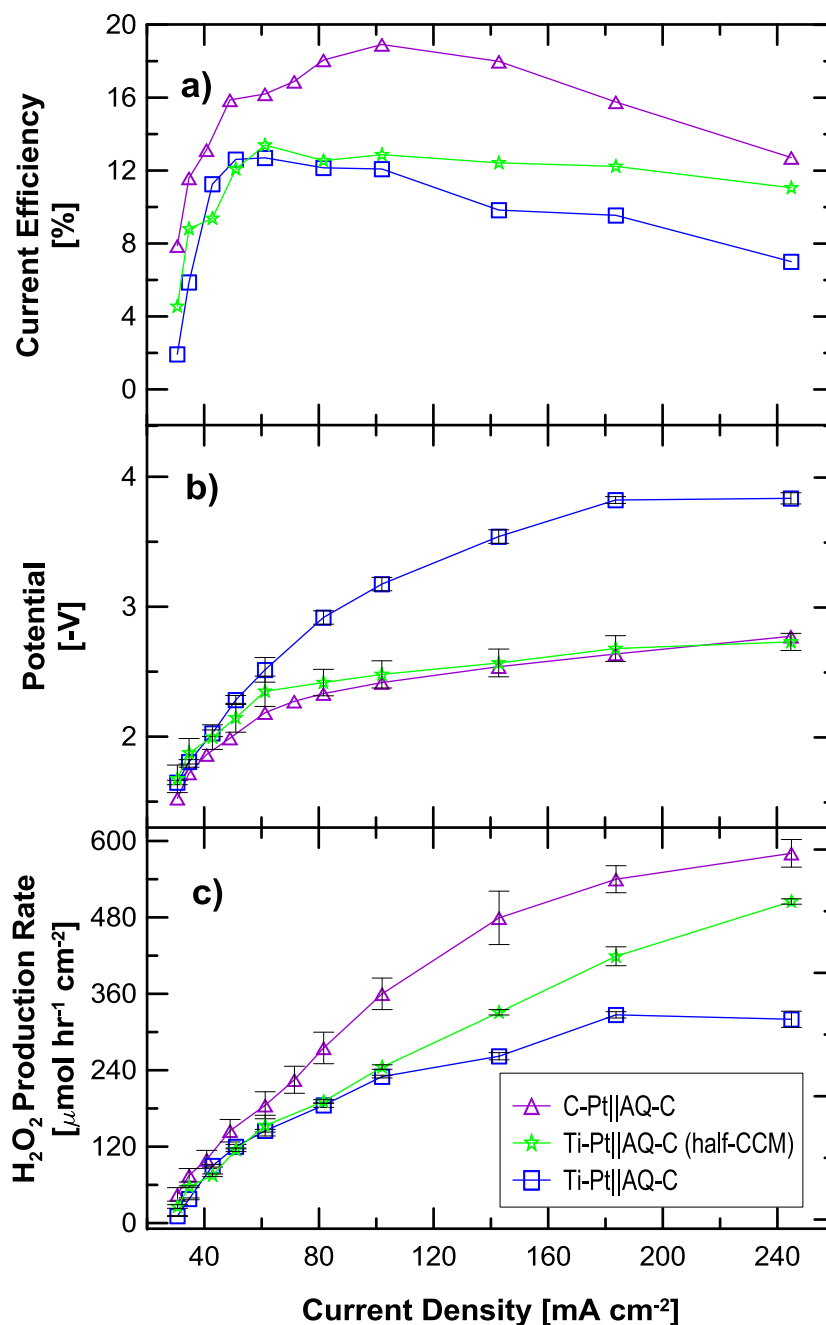 a)
Current Efficiency
[%]
20
16
12
8
4
0
b)
Potential
[-V]
4
3
2
c)
H₂O₂ Production Rate
[μmol hr⁻¹ cm⁻²]
600
480
360
240
120
0
C-Pt||AQ-C
Ti-Pt||AQ-C (half-CCM)
Ti-Pt||AQ-C
40 80 120 160 200 240
Current Density [mA cm⁻²]